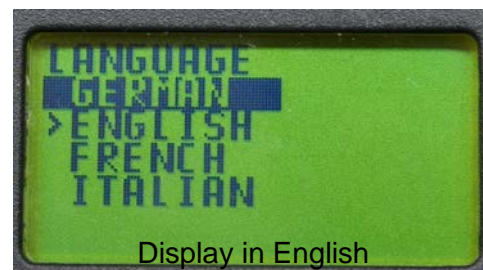 LANGUAGE
GERMAN
>ENGLISH
FRENCH
ITALIAN
Display in English